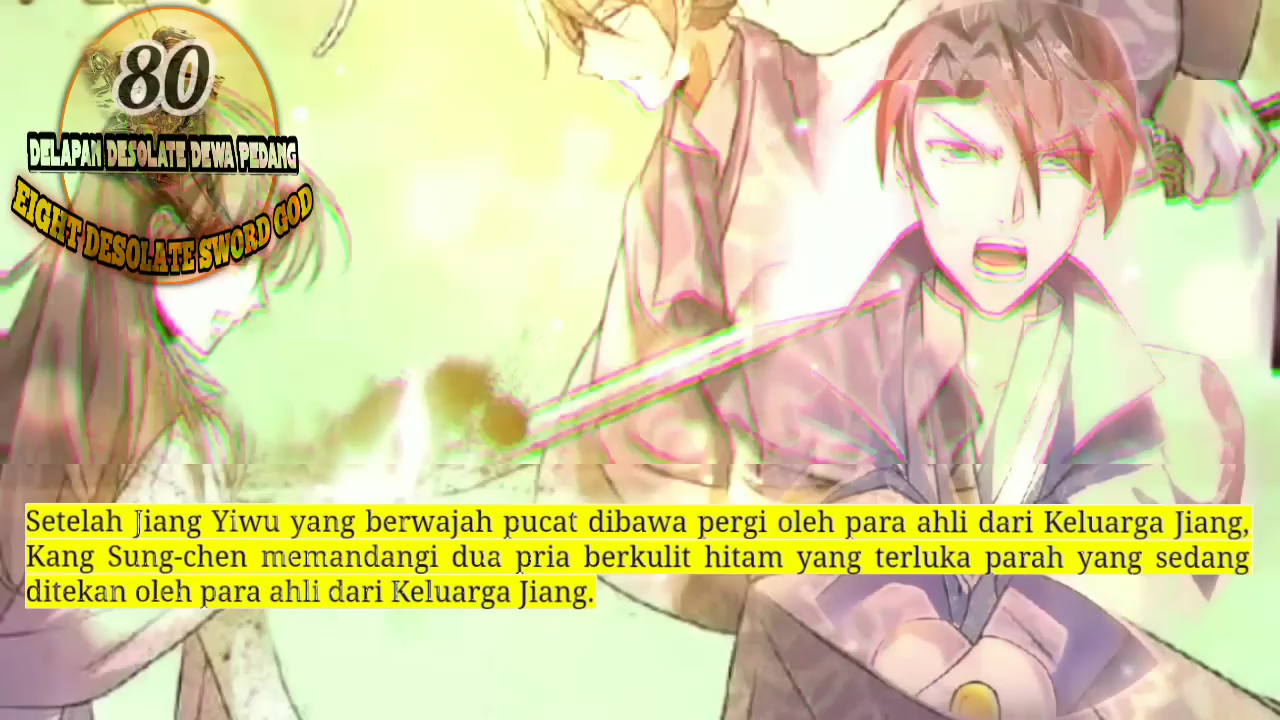 80
DELAPAN DESOLATE DEWA PEDANG
EIGHT DESOLATE SWORD GOD
Setelah Jiang Yiwu yang berwajah pucat dibawa pergi oleh para ahli dari Keluarga Jiang,
Kang Sung-chen memandangi dua pria berkulit hitam yang terluka parah yang sedang
ditekan oleh para ahli dari Keluarga Jiang.